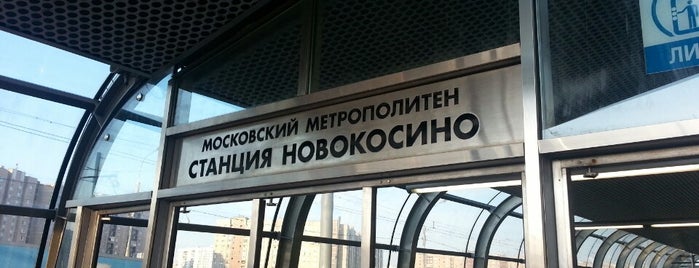 МОСКОВСКИЙ МЕТРОПОЛИТЕН
СТАНЦИЯ НОВОКОСИНО